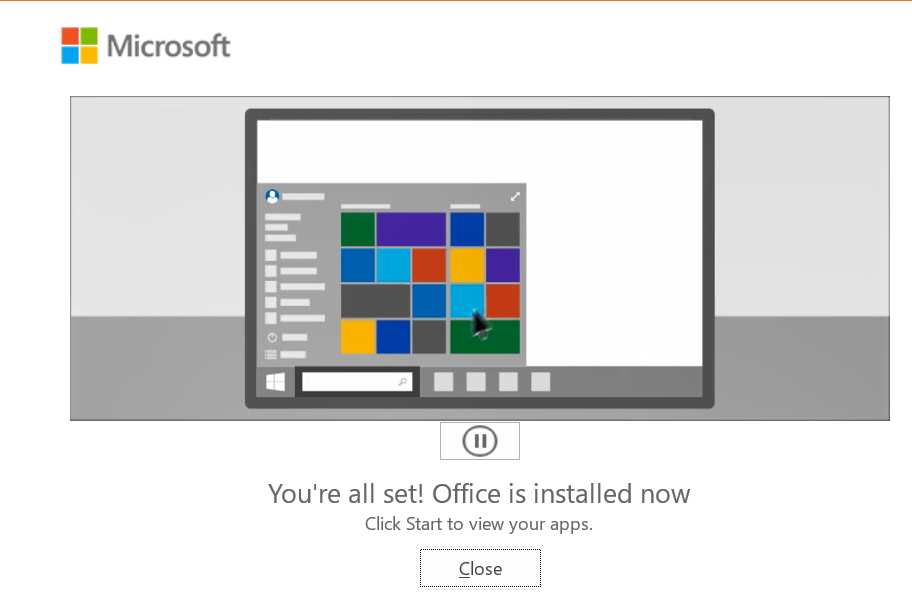 Microsoft
You're all set! Office is installed now
Click Start to view your apps.
Close